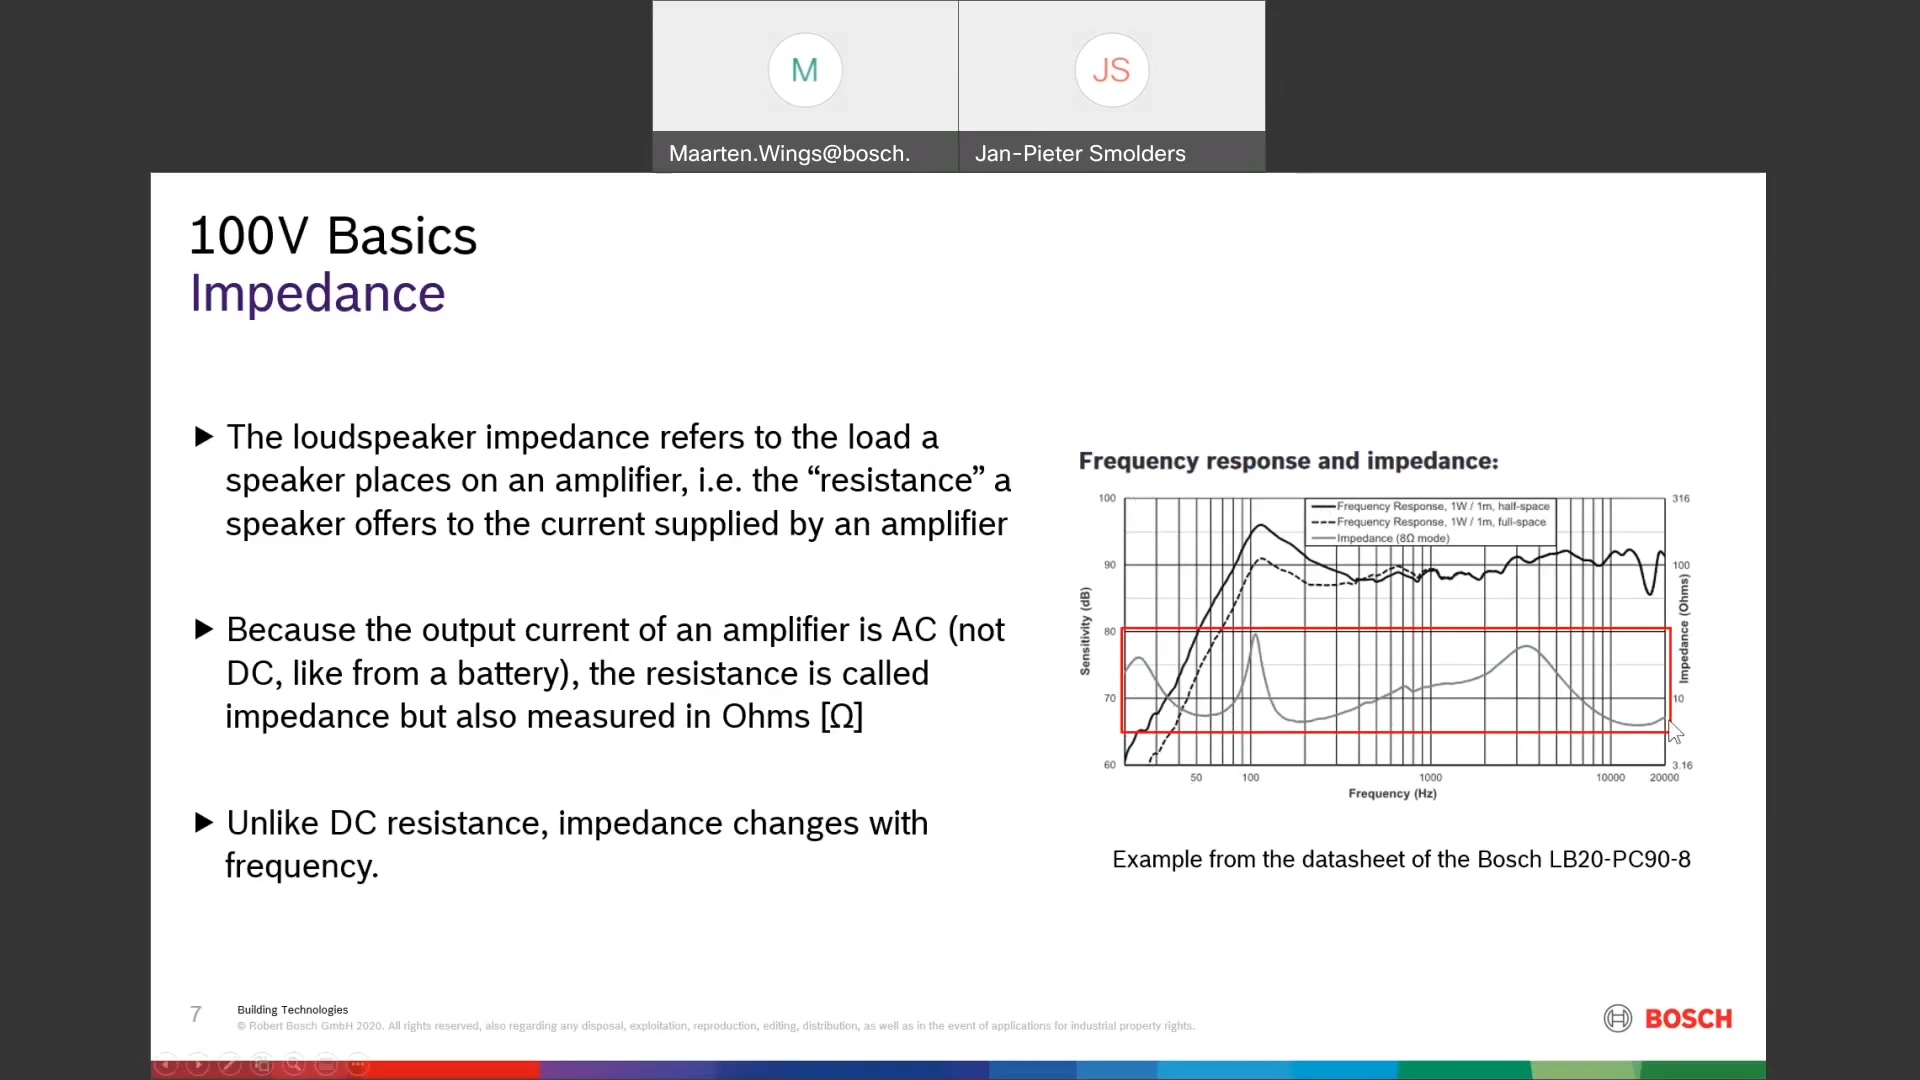 M
JS
Maarten.Wings@bosch.
Jan-Pieter Smolders
100V Basics
Impedance
The loudspeaker impedance refers to the load a
speaker places on an amplifier, i.e. the “resistance” a
speaker offers to the current supplied by an amplifier
Because the output current of an amplifier is AC (not
DC, like from a battery), the resistance is called
impedance but also measured in Ohms [Ω]
Unlike DC resistance, impedance changes with
frequency.
Frequency response and impedance:
Frequency Response, 1W / 1m, half-space
Frequency Response, 1W / 1m, full-space
Impedance (8Ω mode)
100
90
80
70
60
Sensitivity (dB)
316
100
10
3.16
Impedance (Ohms)
50 100 1000 10000 20000
Frequency (Hz)
Example from the datasheet of the Bosch LB20-PC90-8
7
Building Technologies
© Robert Bosch GmbH 2020. All rights reserved, also regarding any disposal, exploitation, reproduction, editing, distribution, as well as in the event of applications for industrial property rights.
BOSCH